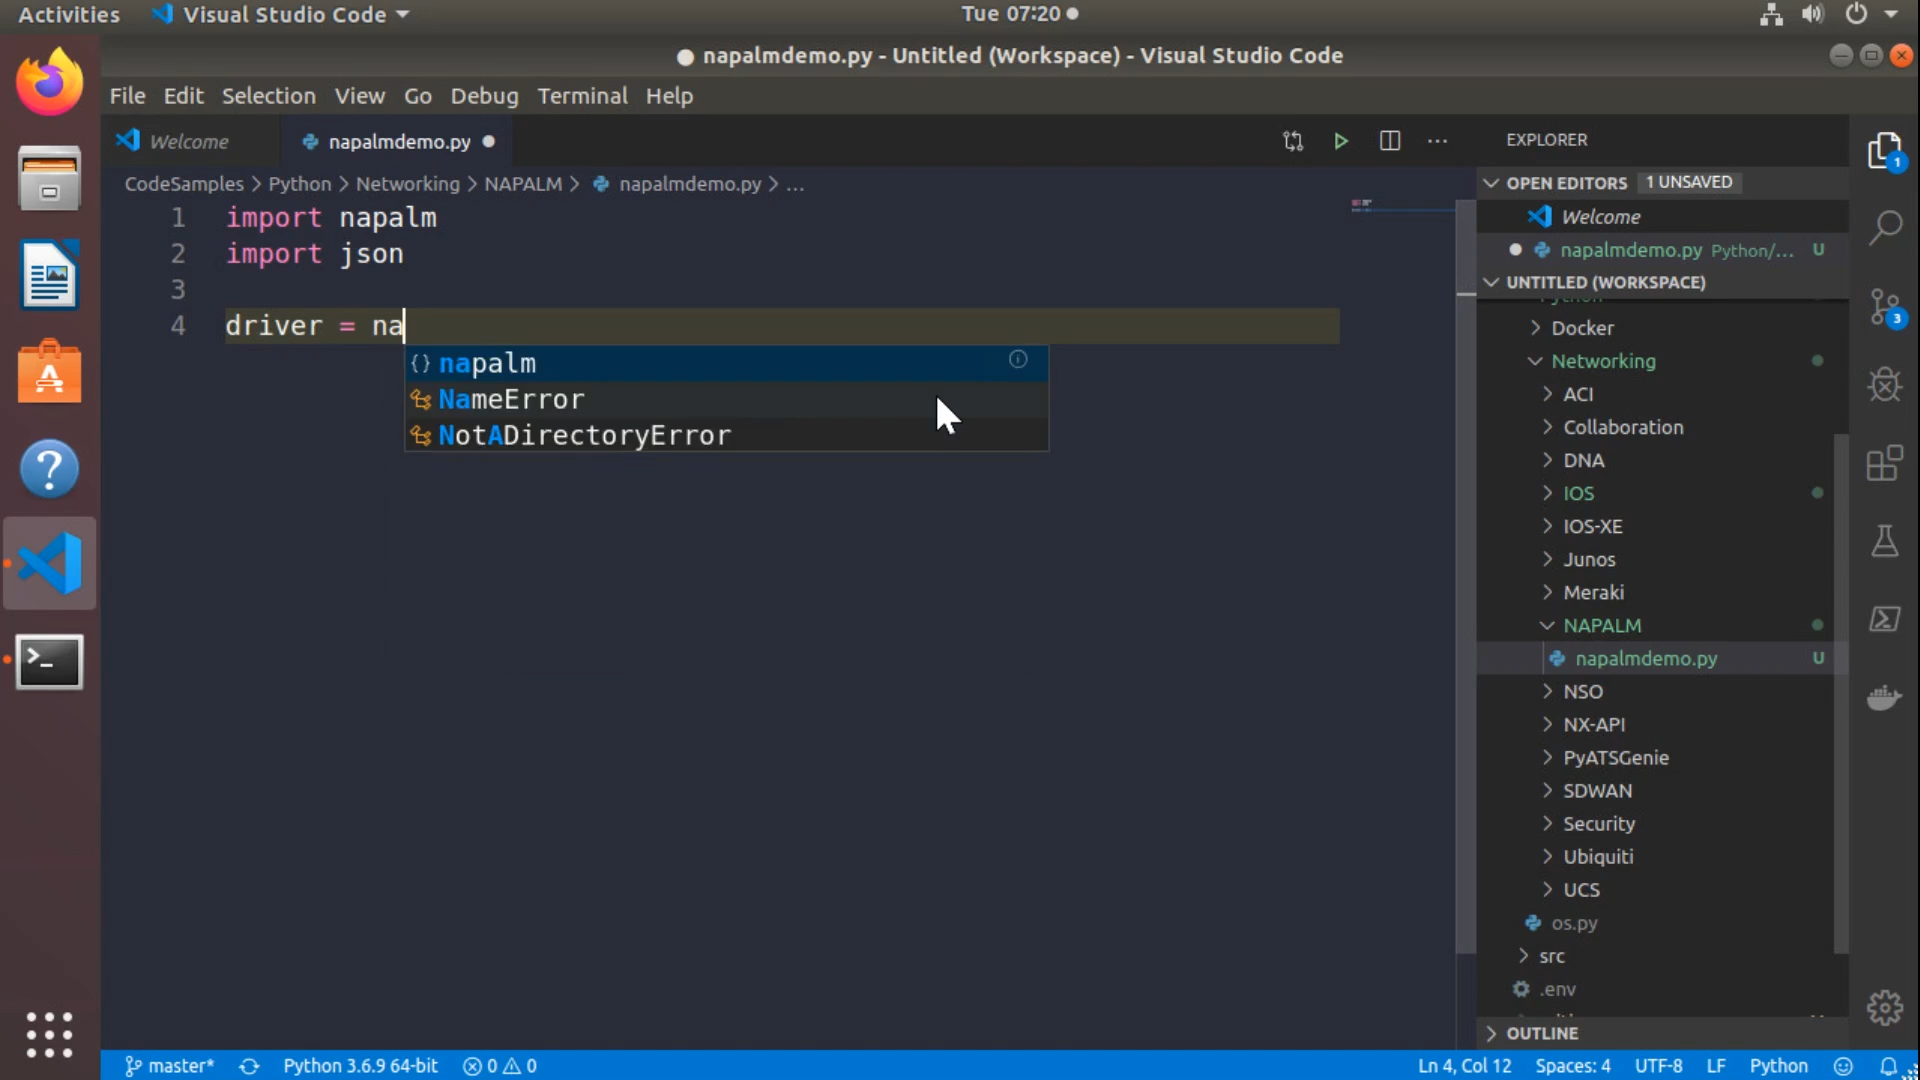 Activities Visual Studio Code Tue 07:20
napalmdemo.py - Untitled (Workspace) - Visual Studio Code
File Edit Selection View Go Debug Terminal Help
Welcome napalmdemo.py
CodeSamples > Python > Networking > NAPALM > napalmdemo.py > ...
1 import napalm
2 import json
3
4 driver = na
napalm
NameError
NotADirectoryError
EXPLORER
OPEN EDITORS 1 UNSAVED
Welcome
napalmdemo.py Python/... U
UNTITLED (WORKSPACE)
Python
Docker
Networking
ACI
Collaboration
DNA
IOS
IOS-XE
Junos
Meraki
NAPALM
napalmdemo.py U
NSO
NX-API
PyATSGenie
SDWAN
Security
Ubiquiti
UCS
os.py
src
.env
OUTLINE
1
3
master* Python 3.6.9 64-bit 0 0 Ln 4, Col 12 Spaces: 4 UTF-8 LF Python